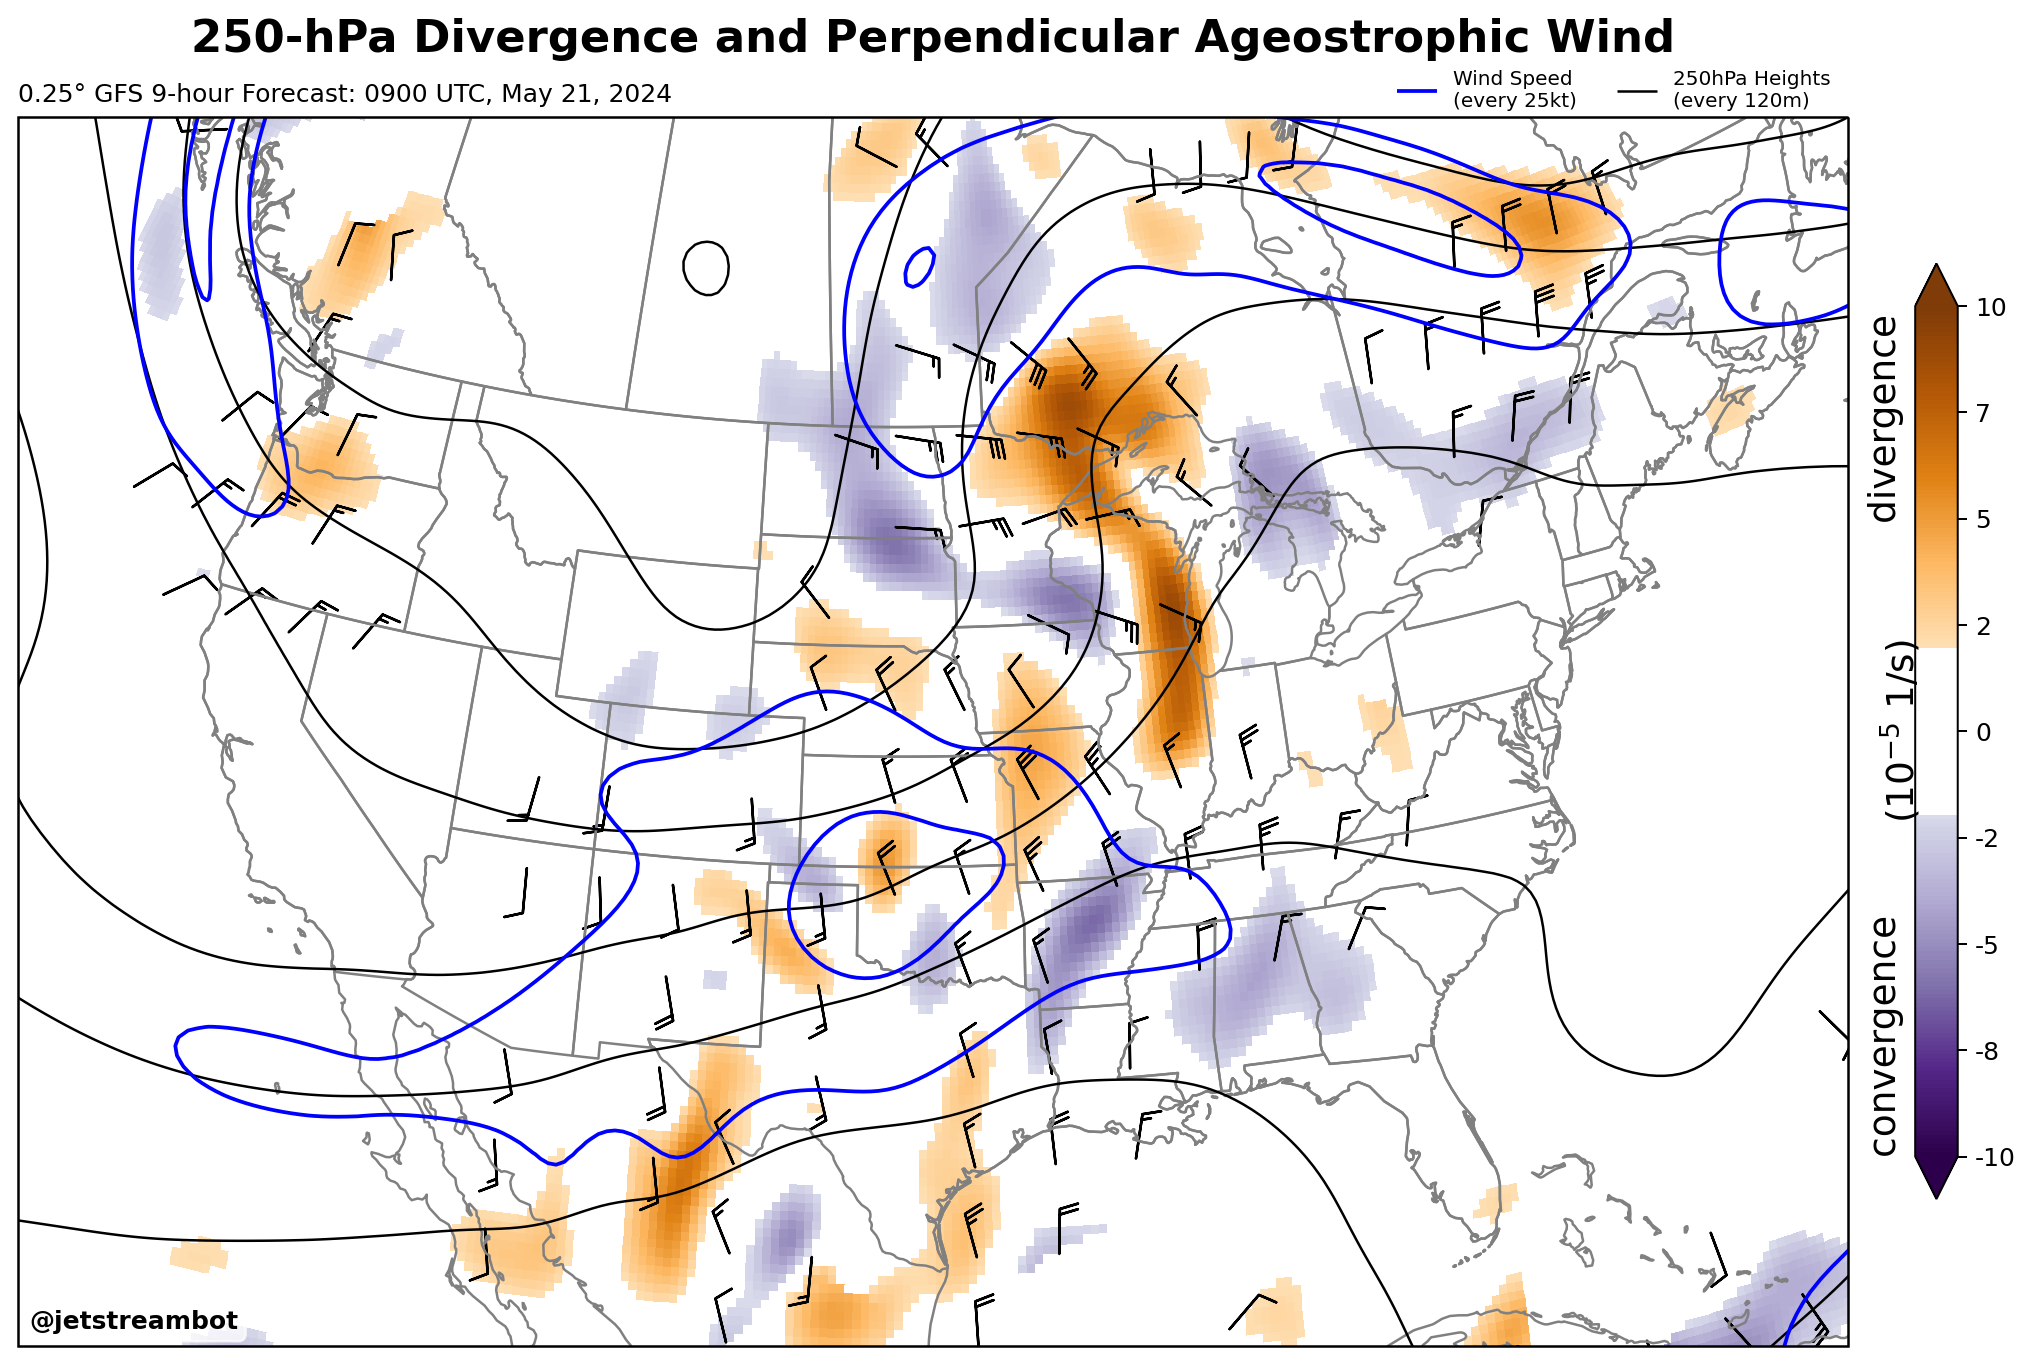 250-hPa Divergence and Perpendicular Ageostrophic Wind
0.25° GFS 9-hour Forecast: 0900 UTC, May 21, 2024
Wind Speed
(every 25kt)
250hPa Heights
(every 120m)
10
7
5
2
0
-2
-5
-8
-10
divergence
(10⁻⁵ 1/s)
convergence
@jetstreambot